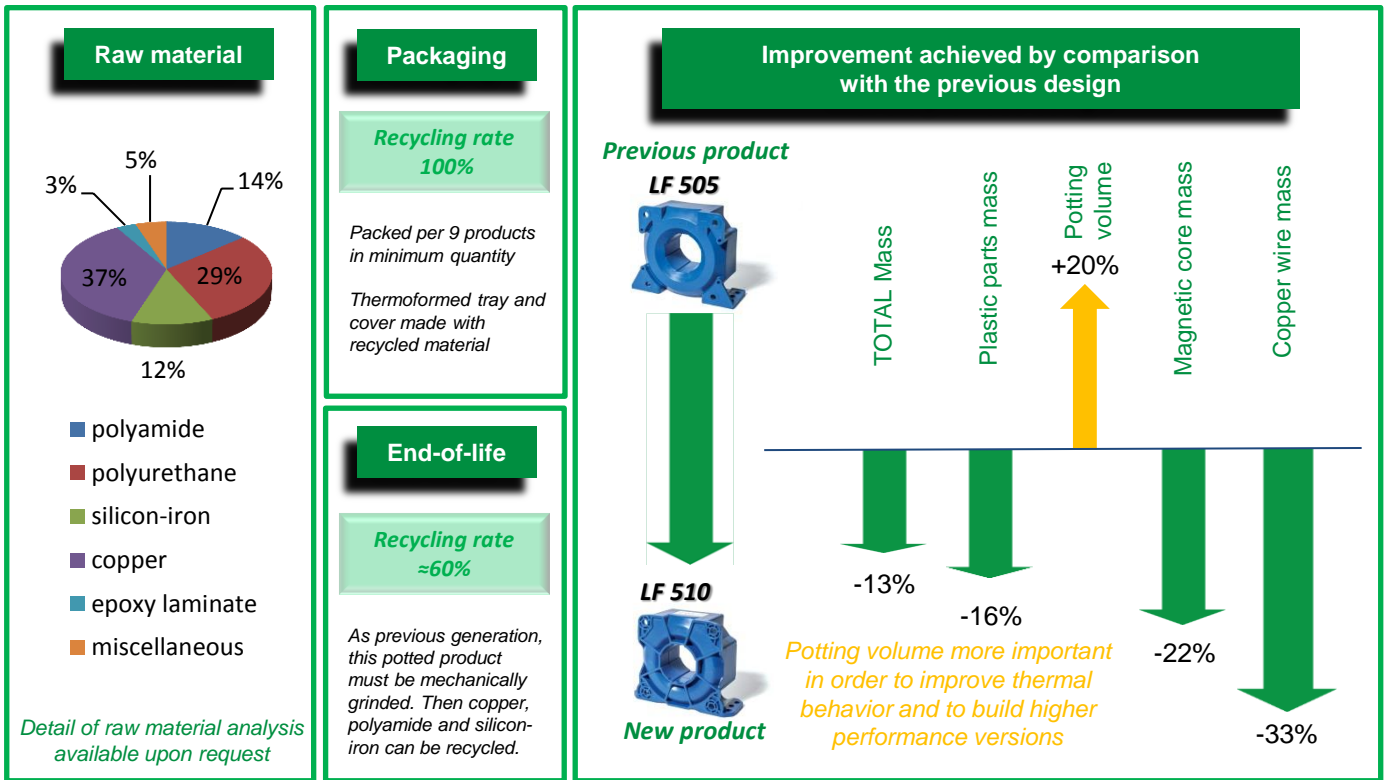 Raw material
5%
3%
14%
37%
29%
12%
polyamide
polyurethane
silicon-iron
copper
epoxy laminate
miscellaneous
Detail of raw material analysis
available upon request
Packaging
Recycling rate
100%
Packed per 9 products
in minimum quantity
Thermoformed tray and
cover made with
recycled material
End-of-life
Recycling rate
≈60%
As previous generation,
this potted product
must be mechanically
grinded. Then copper,
polyamide and silicon-
iron can be recycled.
Improvement achieved by comparison
with the previous design
Previous product
LF 505
LF 510
New product
TOTAL Mass
Plastic parts mass
Potting
volume
+20%
Magnetic core mass
Copper wire mass
-13%
-16%
-22%
-33%
Potting volume more important
in order to improve thermal
behavior and to build higher
performance versions